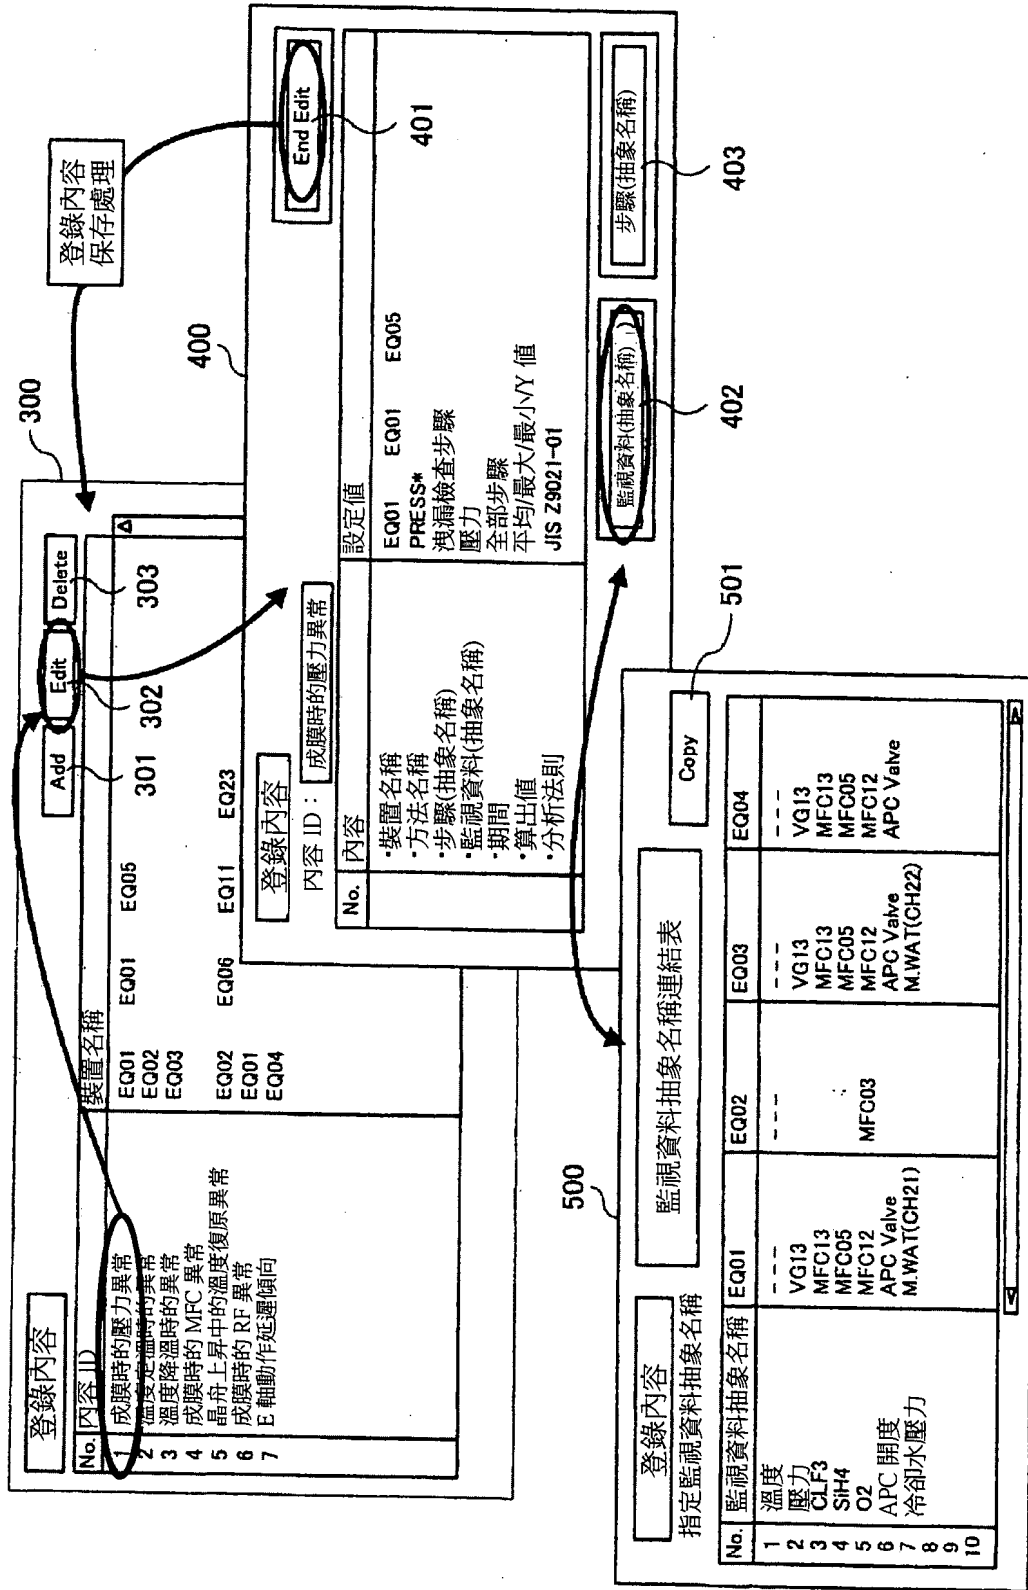 登錄內容
保存處理
300
登錄內容
Add
Edit
Delete
301
302
303
No.
內容 ID
裝置名稱
1 成膜時的壓力異常 EQ01 EQ01 EQ05
2 溫度定溫時的異常 EQ02
3 溫度降溫時的異常 EQ03
4 成膜時的 MFC 異常
5 晶舟上昇中的溫度復原異常 EQ02 EQ06 EQ11 EQ23
6 成膜時的 RF 異常 EQ01
7 E 軸動作延遲傾向 EQ04
400
登錄內容
End Edit
401
內容 ID：
成膜時的壓力異常
No. 內容 設定值
·裝置名稱 EQ01 EQ01 EQ05
·方法名稱 PRESS*
·步驟(抽象名稱) 洩漏檢查步驟
·監視資料(抽象名稱) 壓力
·期間 全部步驟
·算出值 平均/最大/最小/Y 值
·分析法則 JIS Z9021-01
監視資料(抽象名稱)
步驟(抽象名稱)
402
403
500
登錄內容
監視資料抽象名稱連結表
Copy
501
指定監視資料抽象名稱
No. 監視資料抽象名稱 EQ01 EQ02 EQ03 EQ04
1 溫度 --- --- --- ---
2 壓力 VG13 VG13 VG13
3 CLF3 MFC13 MFC13 MFC13
4 SiH4 MFC05 MFC05 MFC05
5 O2 MFC12 MFC03 MFC12 MFC12
6 APC 開度 APC Valve APC Valve APC Valve
7 冷卻水壓力 M.WAT(CH21) M.WAT(CH22)
8
9
10